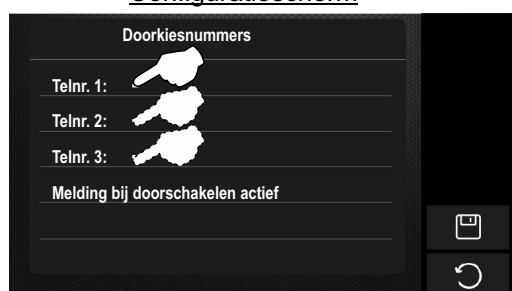 Configuratiescherm
Doorkiesnummers
Telnr. 1:
Telnr. 2:
Telnr. 3:
Melding bij doorschakelen actief